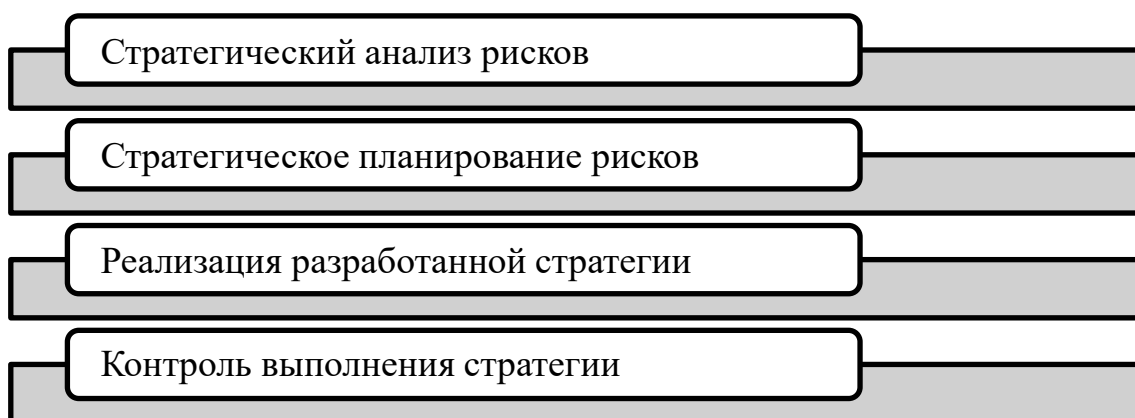 Стратегический анализ рисков
Стратегическое планирование рисков
Реализация разработанной стратегии
Контроль выполнения стратегии